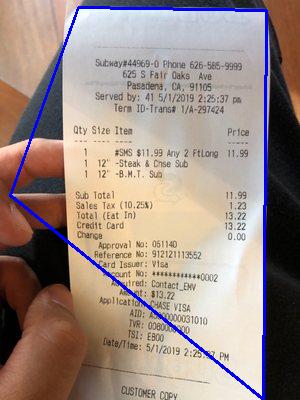 Subway#44969-0 Phone 626-585-9999
625 S Fair Oaks Ave
Pasadena, CA, 91105
Served by: 41 5/1/2019 2:25:37 pm
Term ID-Trans# 1/A-297424
Qty Size Item Price
1 #SMS $11.99 Any 2 FtLong 11.99
1 12" -Steak & Chse Sub
1 12" -B.M.T. Sub
Sub Total 11.99
Sales Tax (10.25%) 1.23
Total (Eat In) 13.22
Credit Card 13.22
Change 0.00
Approval No: 06114D
Reference No: 912121113552
Card Issuer: Visa
Account No: ************0002
Acquired: Contact_EMV
Amount: $13.22
Application: CHASE VISA
AID: A0000000031010
TVR: 0080008000
TSI: E800
Date/Time: 5/1/2019 2:25:37 PM
CUSTOMER COPY